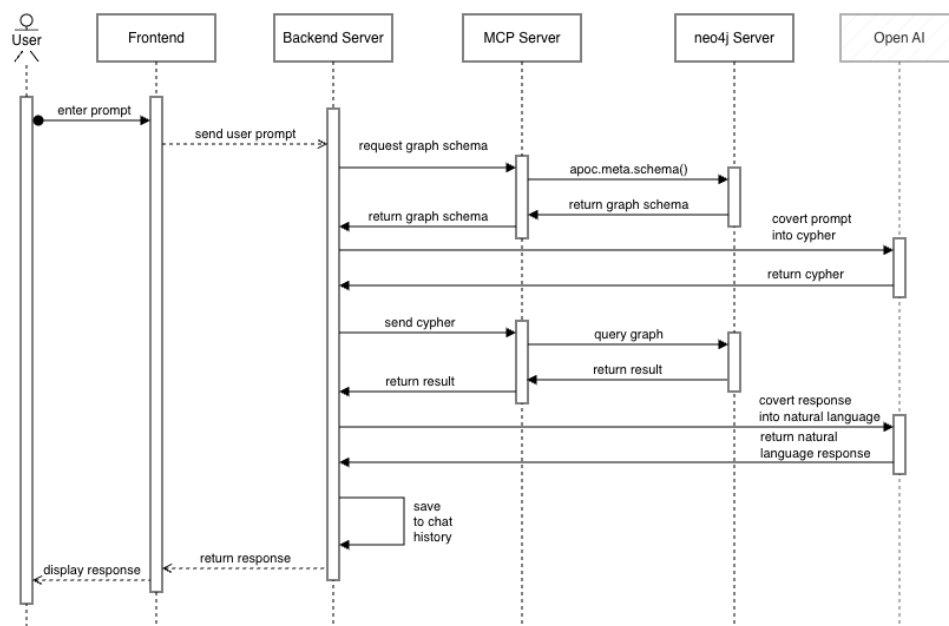 User
Frontend
Backend Server
MCP Server
neo4j Server
Open AI
enter prompt
send user prompt
request graph schema
apoc.meta.schema()
return graph schema
return graph schema
covert prompt
into cypher
return cypher
send cypher
query graph
return result
return result
covert response
into natural language
return natural
language response
save
to chat
history
return response
display response